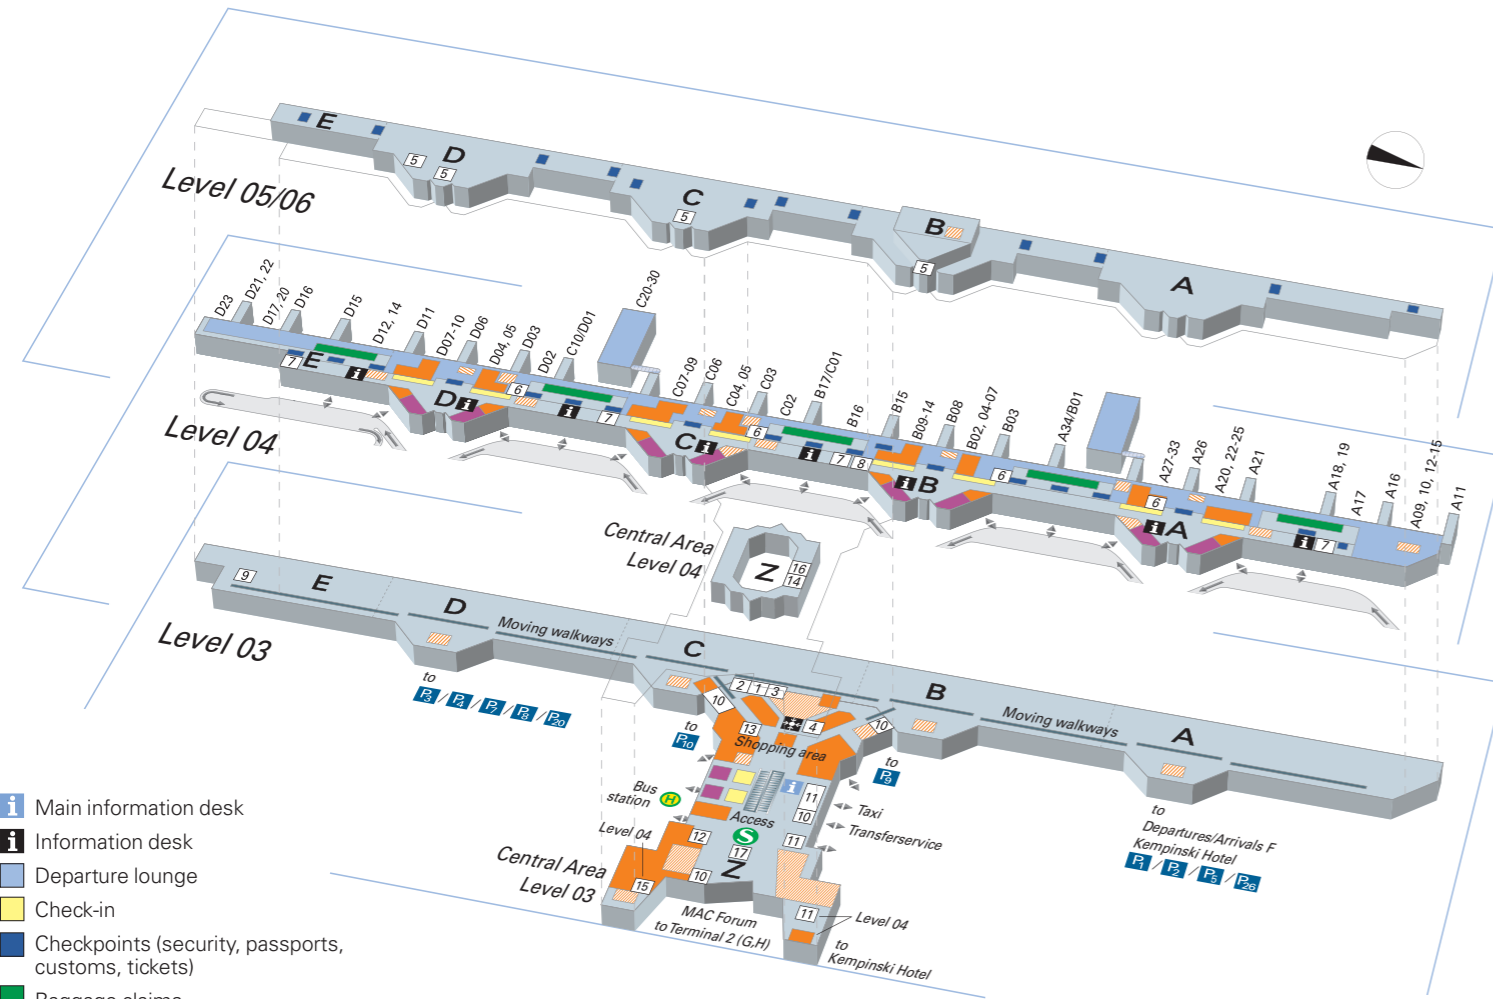 E
D
5
5
C
5
B
5
A
Level 05/06
D23
D21, 22
D17, 20
D16
D15
D12, 14
D11
D07-10
D06
D04, 05
D03
D02
C10/D01
C20-30
C07-09
C06
C04, 05
C03
C02
B17/C01
B16
B15
B09-14
B08
B02, 04-07
B03
A34/B01
A27-33
A26
A20, 22-25
A21
A18, 19
A17
A16
A09, 10, 12-15
A11
7
E
i
D
i
6
i
7
C
i
6
i
7
8
i
B
6
6
i
A
i
7
Level 04
Central Area
Level 04
Z
16
14
9
E
D
Moving walkways
C
B
Moving walkways
A
Level 03
to
P3 / P4 / P7 / P8 / P20
to
P10
2
1
3
10
13
4
10
Shopping area
to
P9
Bus
station
H
i
11
10
Taxi
Transferservice
Access
S
17
11
12
Level 04
Z
10
15
Central Area
Level 03
MAC Forum
to Terminal 2 (G,H)
11
Level 04
to
Kempinski Hotel
to
Departures/Arrivals F
Kempinski Hotel
P1 / P2 / P5 / P26
i Main information desk
i Information desk
Departure lounge
Check-in
Checkpoints (security, passports,
customs, tickets)
Baggage claims